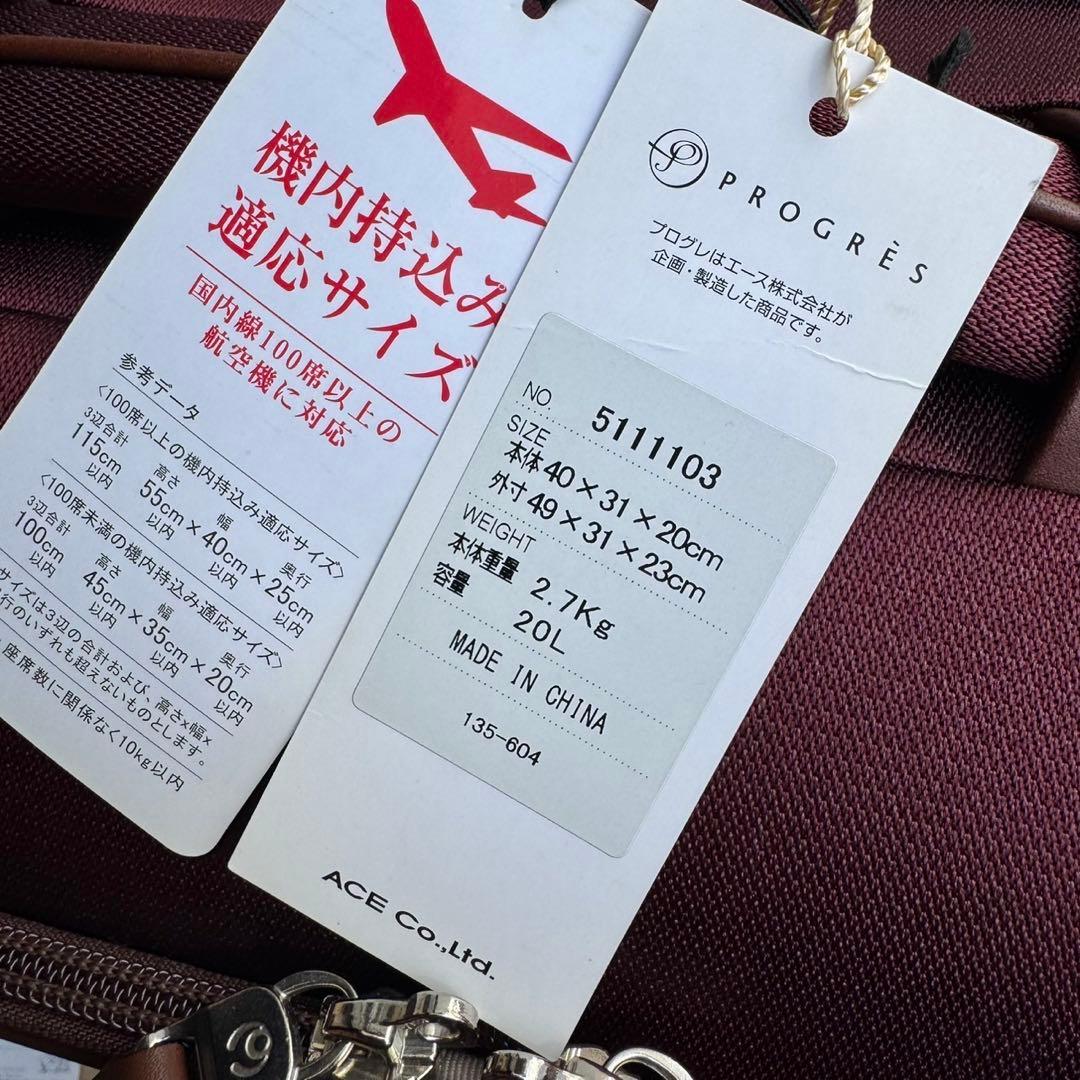 機内持込み
適応サイズ
国内線100席以上の
航空機に対応
参考データ
〈100席以上の機内持込み適応サイズ〉
3辺合計 高さ 幅 奥行
115cm 55cm×40cm×25cm
以内 以内 以内 以内
〈100席未満の機内持込み適応サイズ〉
3辺合計 高さ 幅 奥行
100cm 45cm×35cm×20cm
以内 以内 以内 以内
サイズは3辺の合計および、高さ×幅×
行のいずれも超えないものとします。
座席数に関係なく10kg以内
PROGRÈS
プログレはエース株式会社が
企画・製造した商品です。
NO. 5111103
SIZE
本体40×31×20cm
外寸49×31×23cm
WEIGHT
本体重量 2.7Kg
容量 20L
MADE IN CHINA
135-604
ACE Co.,Ltd.